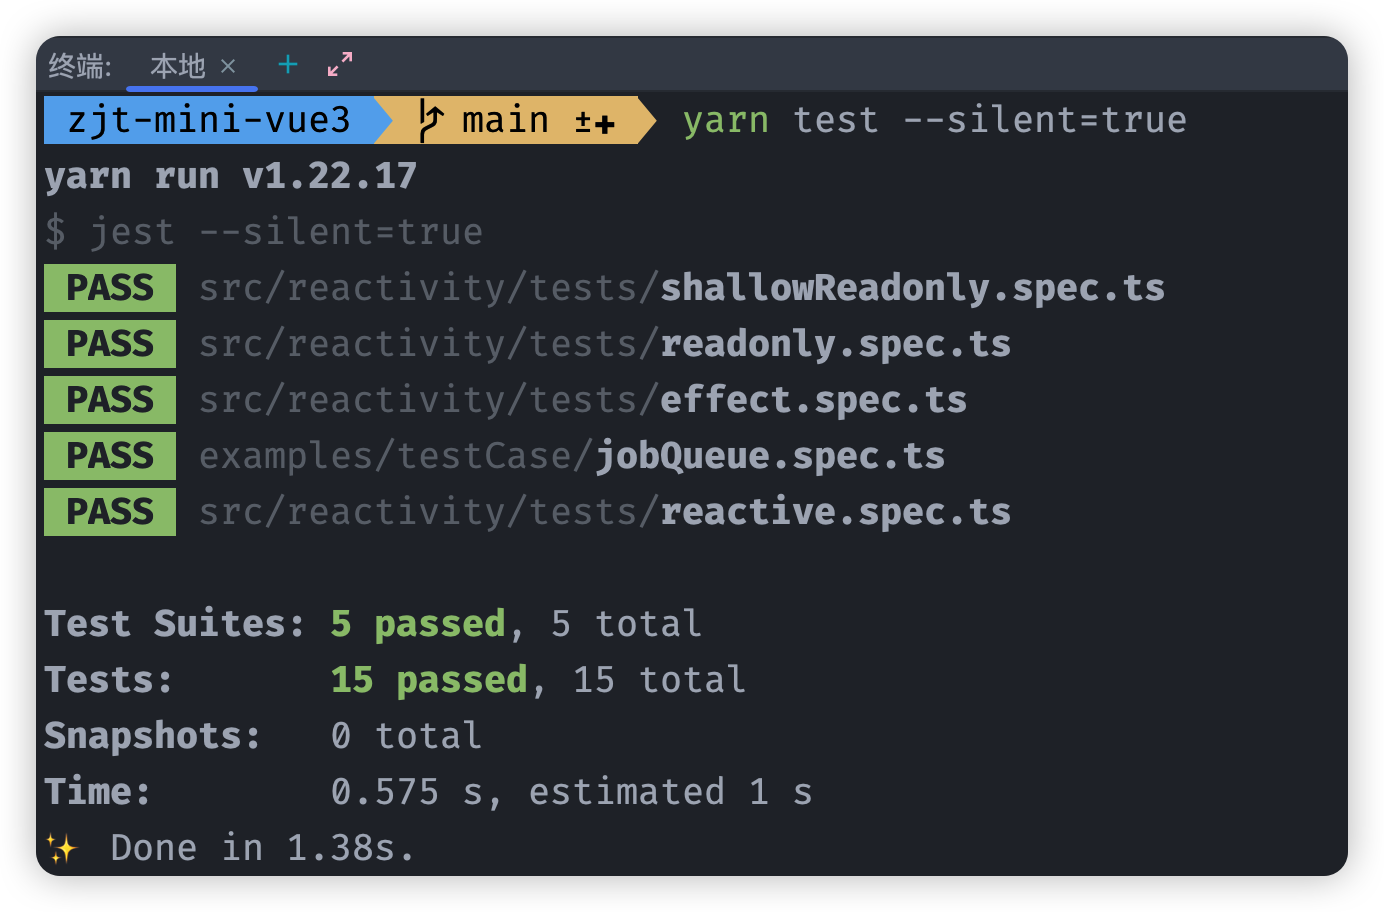 终端: 本地 × +
zjt-mini-vue3 main ±✚ yarn test --silent=true
yarn run v1.22.17
$ jest --silent=true
PASS src/reactivity/tests/shallowReadonly.spec.ts
PASS src/reactivity/tests/readonly.spec.ts
PASS src/reactivity/tests/effect.spec.ts
PASS examples/testCase/jobQueue.spec.ts
PASS src/reactivity/tests/reactive.spec.ts
Test Suites: 5 passed, 5 total
Tests: 15 passed, 15 total
Snapshots: 0 total
Time: 0.575 s, estimated 1 s
✨ Done in 1.38s.